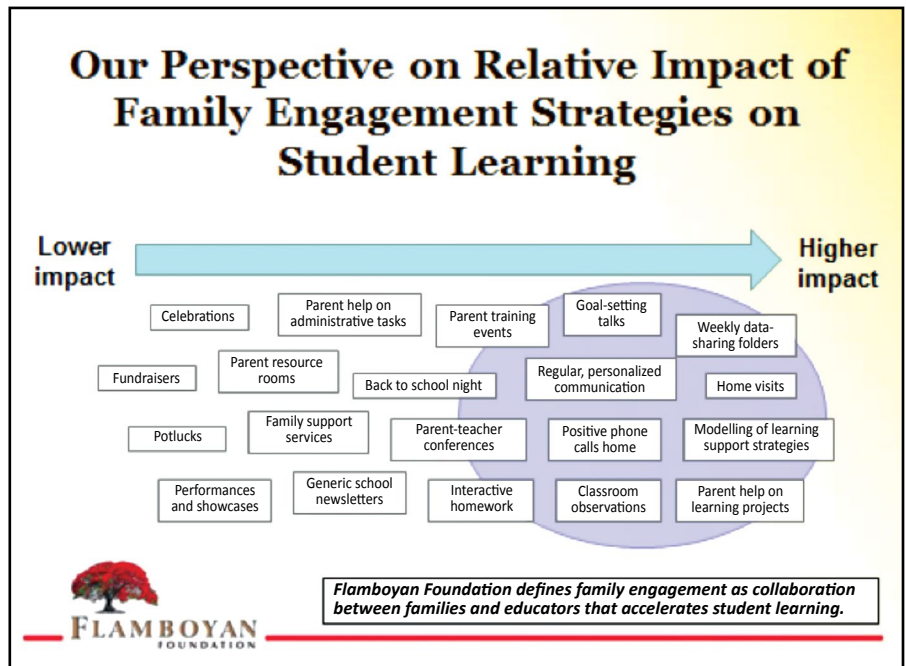 Our Perspective on Relative Impact of
Family Engagement Strategies on
Student Learning
Lower
impact
Higher
impact
Celebrations
Parent help on
administrative tasks
Parent training
events
Goal-setting
talks
Weekly data-
sharing folders
Fundraisers
Parent resource
rooms
Back to school night
Regular, personalized
communication
Home visits
Potlucks
Family support
services
Parent-teacher
conferences
Positive phone
calls home
Modelling of learning
support strategies
Performances
and showcases
Generic school
newsletters
Interactive
homework
Classroom
observations
Parent help on
learning projects
FLAMBOYAN
FOUNDATION
Flamboyan Foundation defines family engagement as collaboration
between families and educators that accelerates student learning.